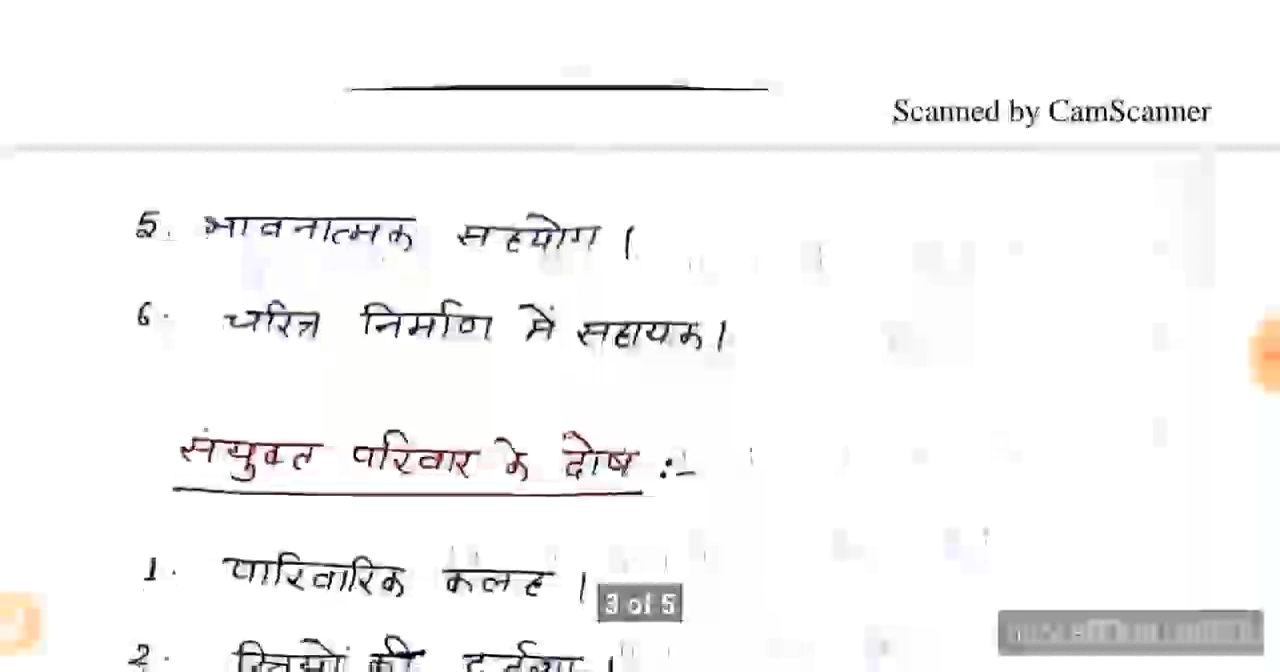 Scanned by CamScanner
5. भावनात्मक सहयोग ।
6. चरित्र निर्माण में सहायक ।
संयुक्त परिवार के दोष :-
1. पारिवारिक कलह ।
3 of 5
2. स्त्रियों की दुर्दशा ।